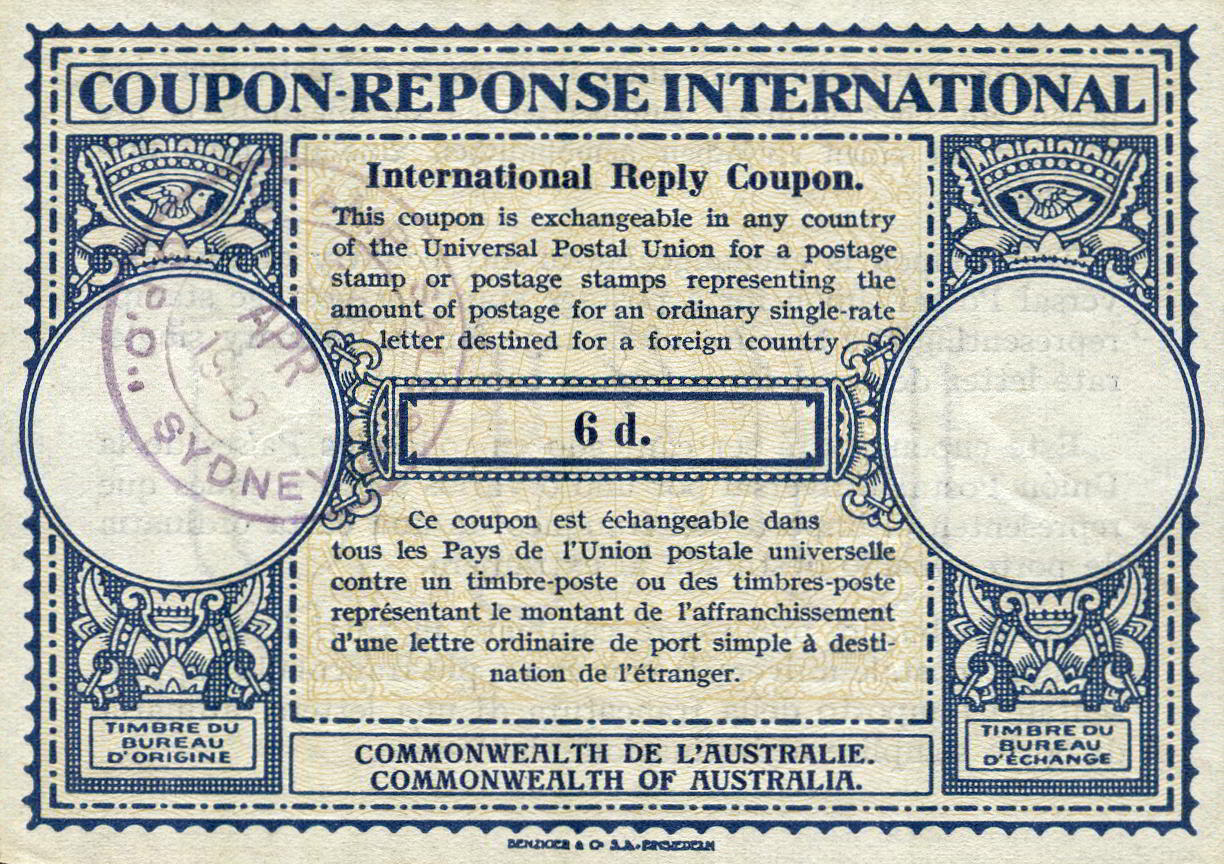 COUPON-REPONSE INTERNATIONAL
International Reply Coupon.
This coupon is exchangeable in any country
of the Universal Postal Union for a postage
stamp or postage stamps representing the
amount of postage for an ordinary single-rate
letter destined for a foreign country
APR
SYDNEY
6 d.
Ce coupon est échangeable dans
tous les Pays de l'Union postale universelle
contre un timbre-poste ou des timbres-poste
représentant le montant de l'affranchissement
d'une lettre ordinaire de port simple à desti-
nation de l'étranger.
TIMBRE DU
BUREAU
D'ORIGINE
COMMONWEALTH DE L'AUSTRALIE.
COMMONWEALTH OF AUSTRALIA.
TIMBRE DU
BUREAU
D'ÉCHANGE
BENZIGER & Co S.A. EINSIEDELN